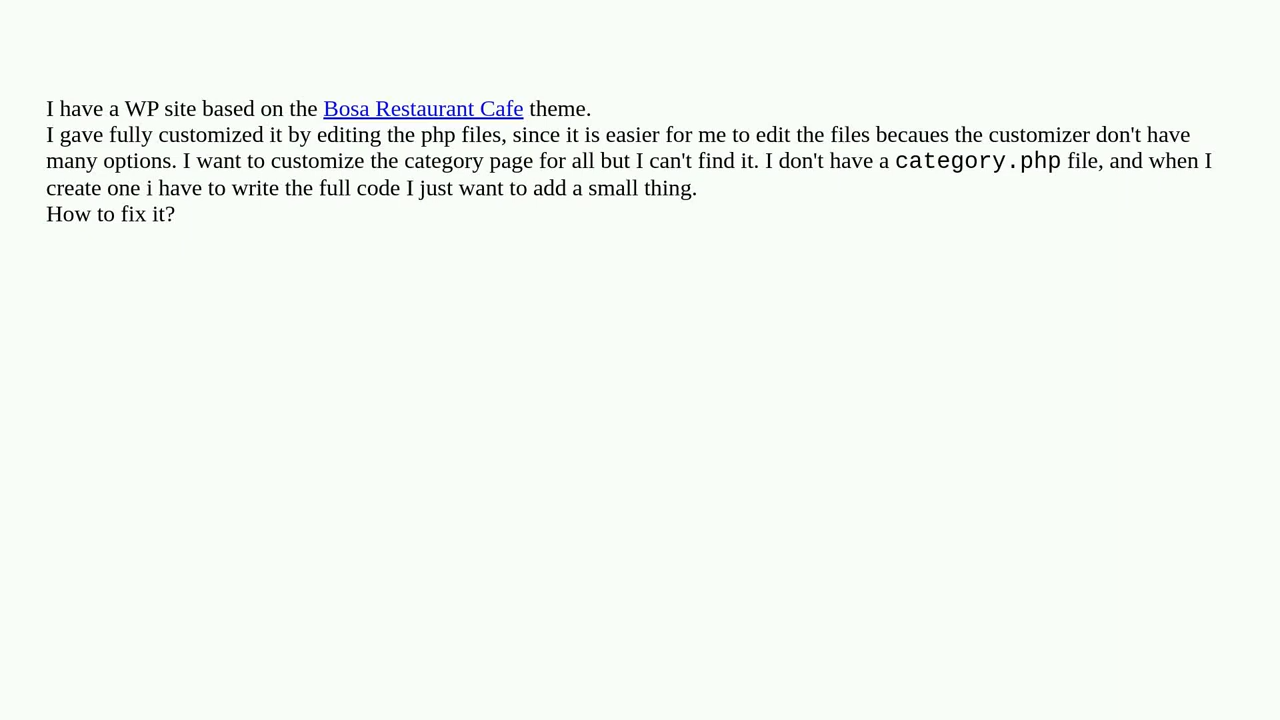 I have a WP site based on the Bosa Restaurant Cafe theme.
I gave fully customized it by editing the php files, since it is easier for me to edit the files becaues the customizer don't have
many options. I want to customize the category page for all but I can't find it. I don't have a category.php file, and when I
create one i have to write the full code I just want to add a small thing.
How to fix it?